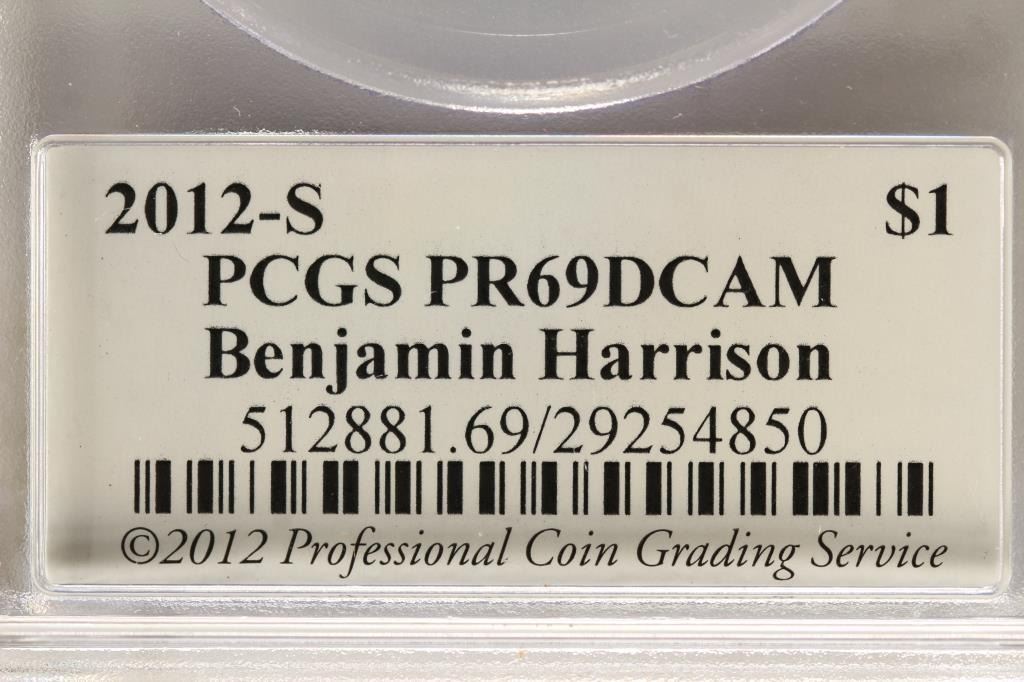 2012-S $1
PCGS PR69DCAM
Benjamin Harrison
512881.69/29254850
©2012 Professional Coin Grading Service